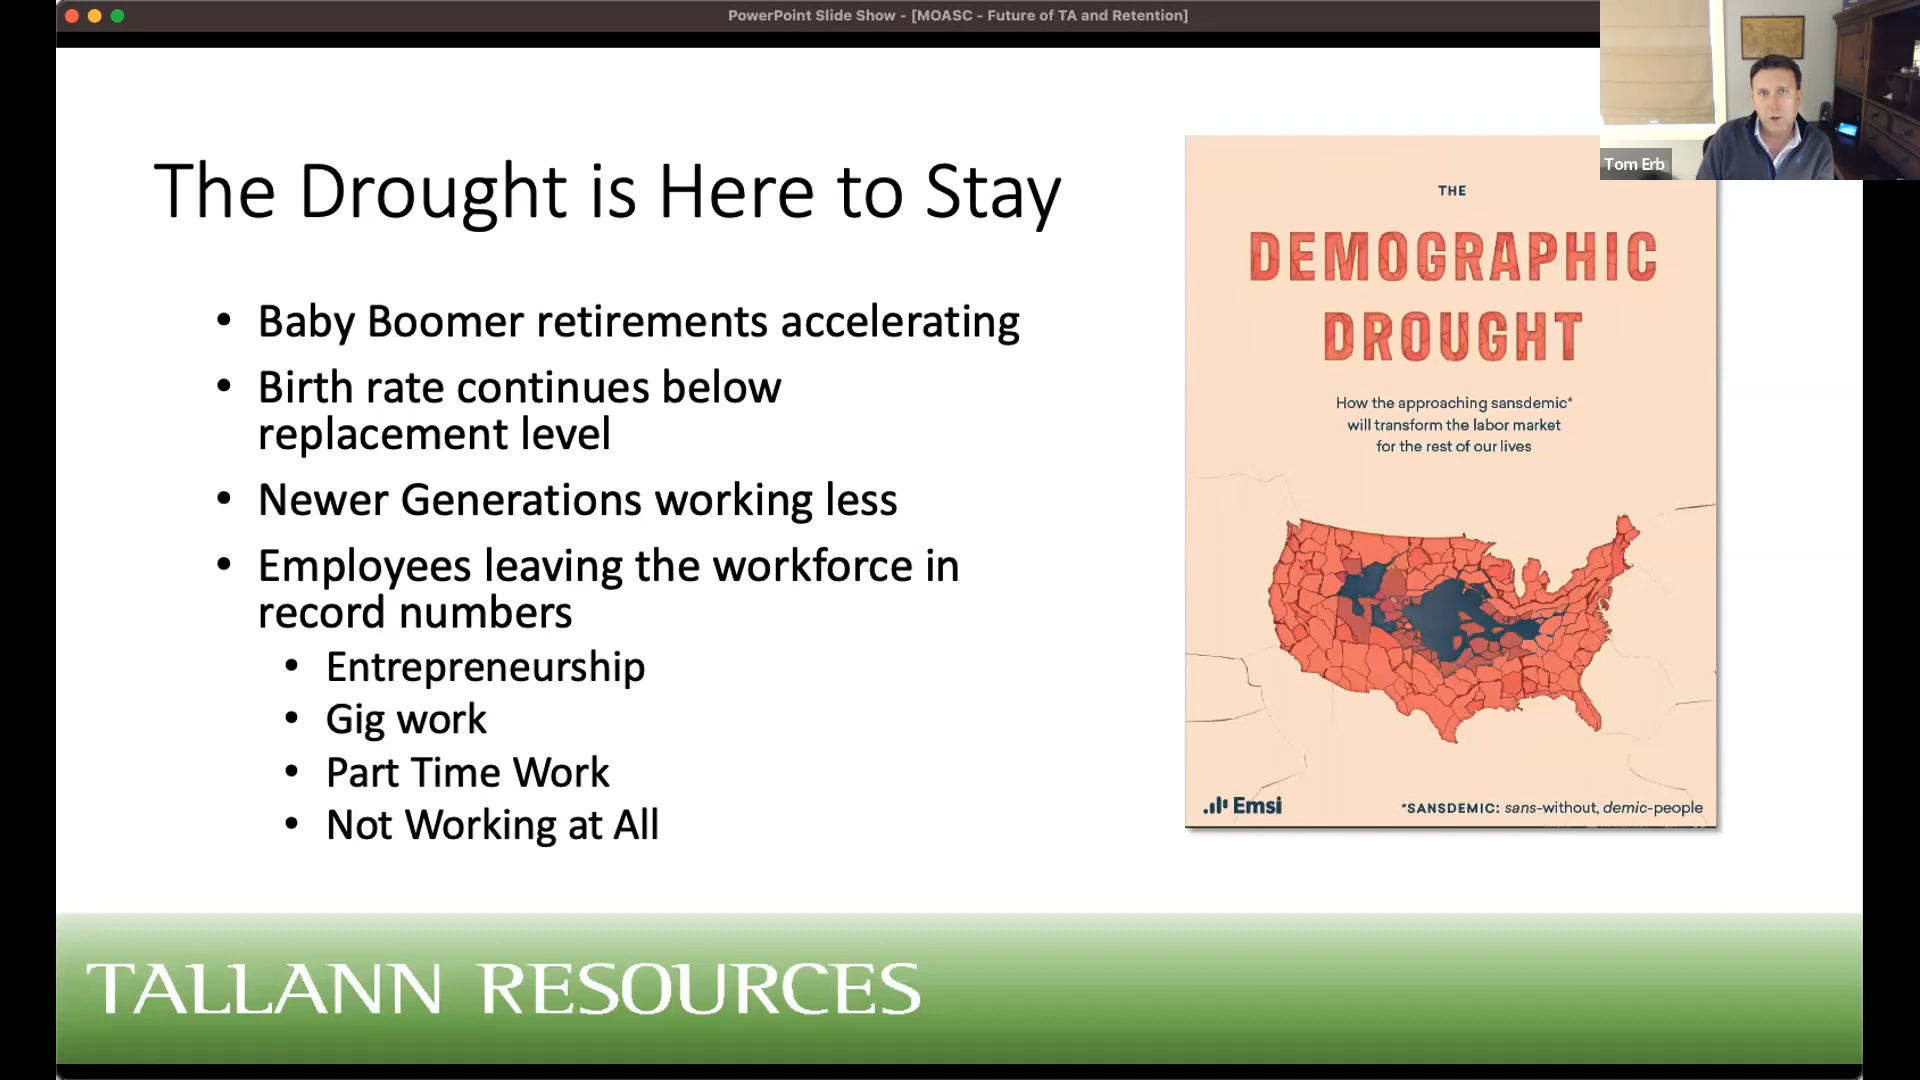 PowerPoint Slide Show - [MOASC - Future of TA and Retention]
Tom Erb
The Drought is Here to Stay
• Baby Boomer retirements accelerating
• Birth rate continues below
replacement level
• Newer Generations working less
• Employees leaving the workforce in
record numbers
• Entrepreneurship
• Gig work
• Part Time Work
• Not Working at All
THE
DEMOGRAPHIC
DROUGHT
How the approaching sansdemic*
will transform the labor market
for the rest of our lives
Emsi
*SANSDEMIC: sans-without, demic-people
TALLANN RESOURCES